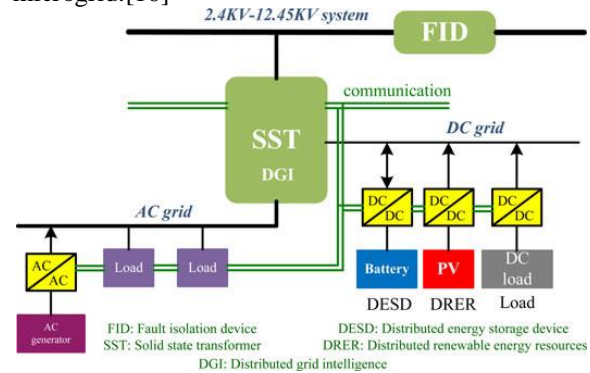 microgrid.[16]
2.4KV-12.45KV system
FID
communication
SST
DGI
DC grid
AC grid
DC
DC
DC
DC
DC
DC
AC
AC
Load
Load
Battery
PV
DC
load
DESD
DRER
Load
AC
generator
FID: Fault isolation device
DESD: Distributed energy storage device
SST: Solid state transformer
DRER: Distributed renewable energy resources
DGI: Distributed grid intelligence